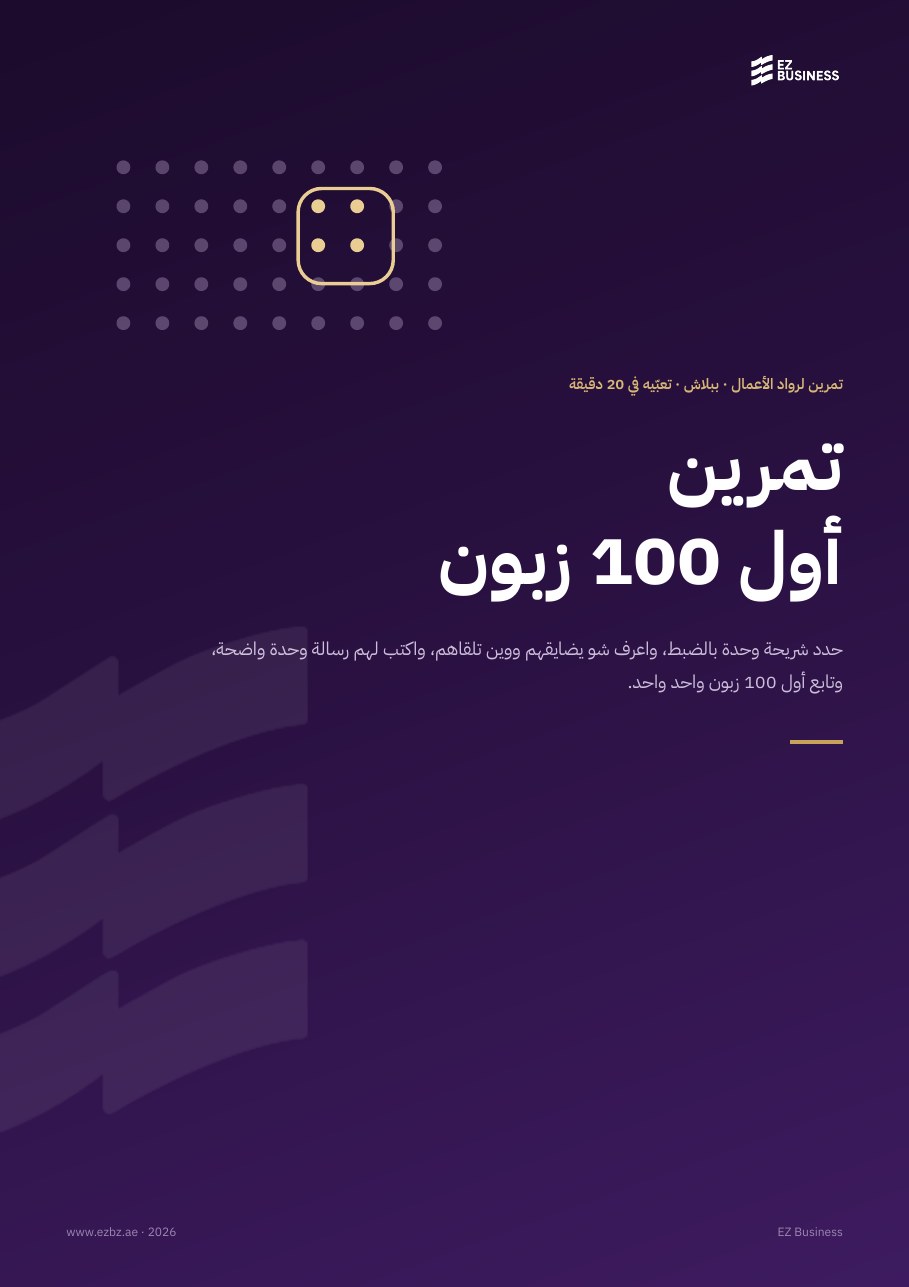 EZ
BUSINESS
تمرين لرواد الأعمال · ببلاش · تعبّيه في 20 دقيقة
تمرين
أول 100 زبون
حدد شريحة وحدة بالضبط، واعرف شو يضايقهم ووين تلقاهم، واكتب لهم رسالة وحدة واضحة،
وتابع أول 100 زبون واحد واحد.
EZ Business
www.ezbz.ae · 2026